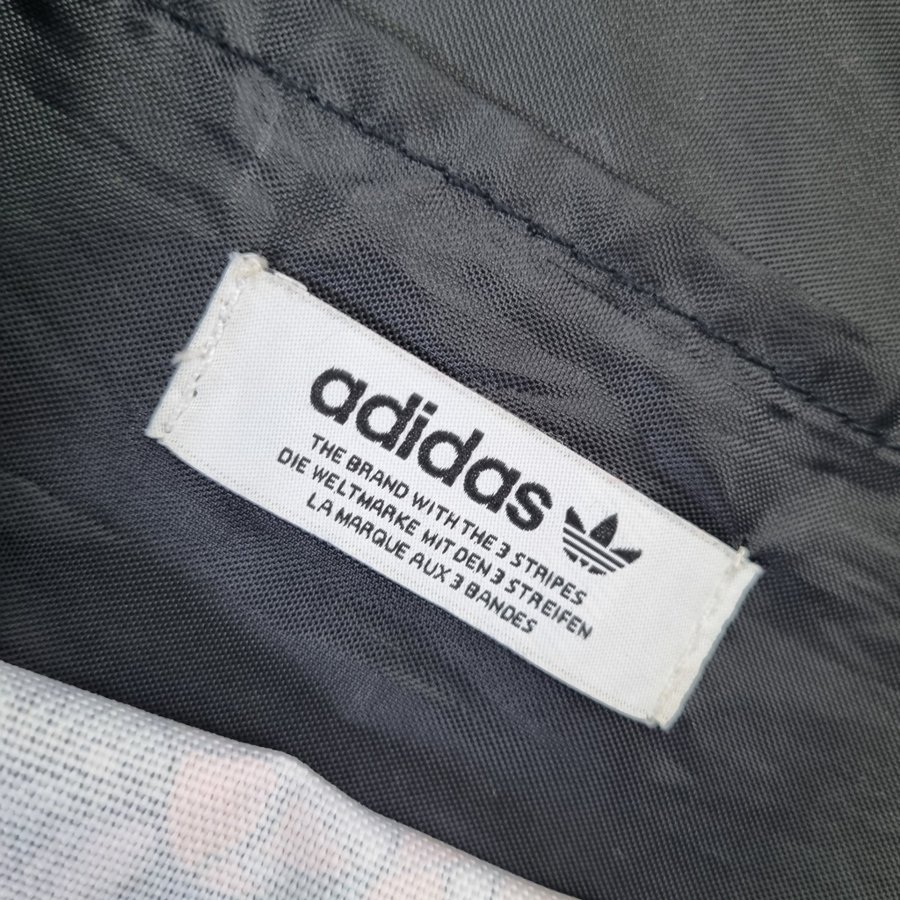 adidas
THE BRAND WITH THE 3 STRIPES
DIE WELTMARKE MIT DEN 3 STREIFEN
LA MARQUE AUX 3 BANDES